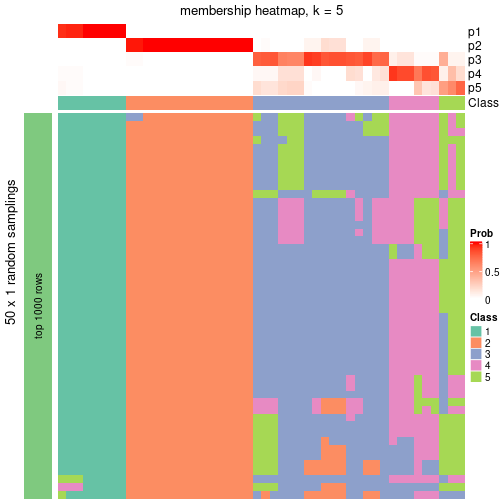 membership heatmap, k = 5
p1
p2
p3
p4
p5
Class
50 x 1 random samplings
top 1000 rows
Prob
1
0.5
0
Class
1
2
3
4
5